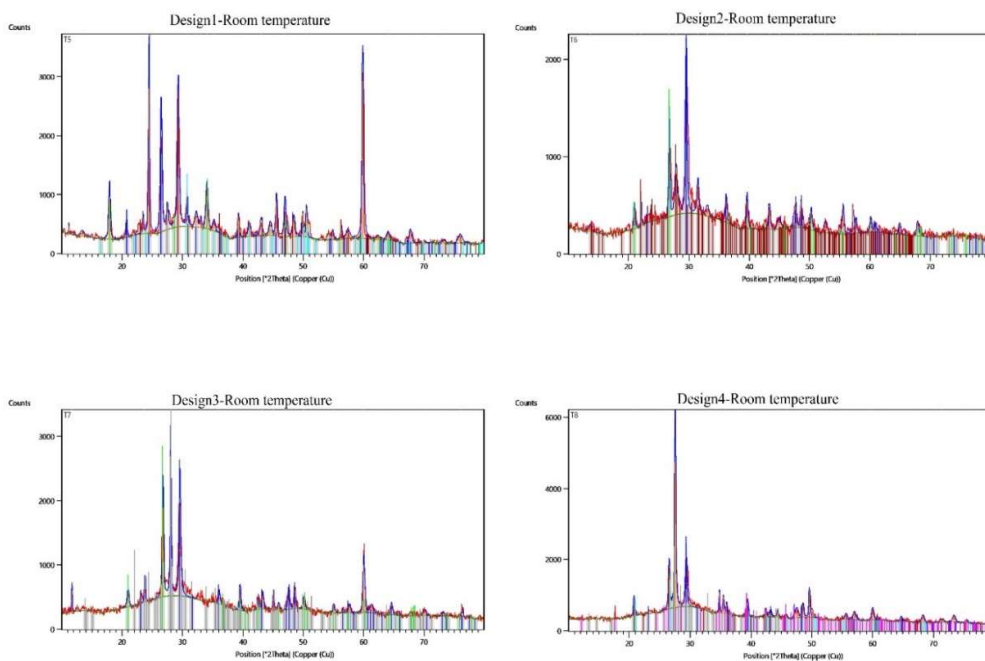 Design1-Room temperature
Counts
T5
3000
2000
1000
0
20 30 40 50 60 70
Position [°2Theta] (Copper (Cu))
Design2-Room temperature
Counts
T6
2000
1000
0
20 30 40 50 60 70
Position [°2Theta] (Copper (Cu))
Design3-Room temperature
Counts
T7
3000
2000
1000
0
20 30 40 50 60 70
Position [°2Theta] (Copper (Cu))
Design4-Room temperature
Counts
T8
6000
4000
2000
0
20 30 40 50 60 70
Position [°2Theta] (Copper (Cu))